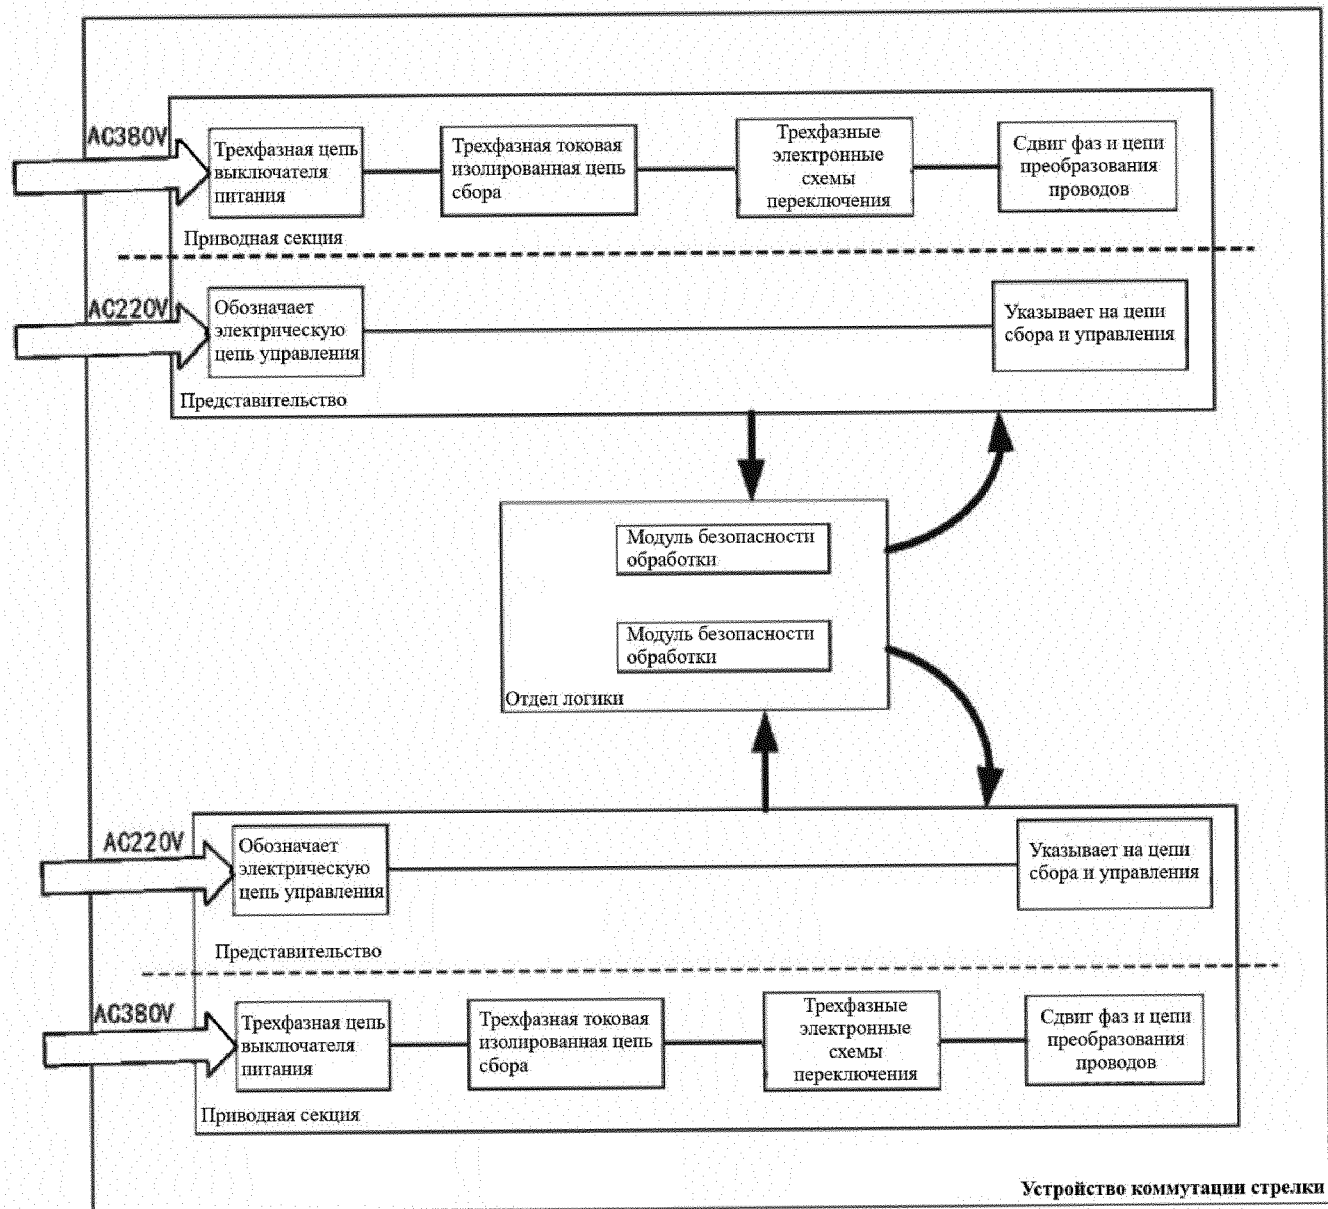 AC380V
Трехфазная цепь
выключателя
питания
Трехфазная токовая
изолированная цепь
сбора
Трехфазные
электронные
схемы
переключения
Сдвиг фаз и цепи
преобразования
проводов
Приводная секция
AC220V
Обозначает
электрическую
цепь управления
Указывает на цепи
сбора и управления
Представительство
Модуль безопасности
обработки
Модуль безопасности
обработки
Отдел логики
AC220V
Обозначает
электрическую
цепь управления
Указывает на цепи
сбора и управления
Представительство
AC380V
Трехфазная цепь
выключателя
питания
Трехфазная токовая
изолированная цепь
сбора
Трехфазные
электронные
схемы
переключения
Сдвиг фаз и цепи
преобразования
проводов
Приводная секция
Устройство коммутации стрелки